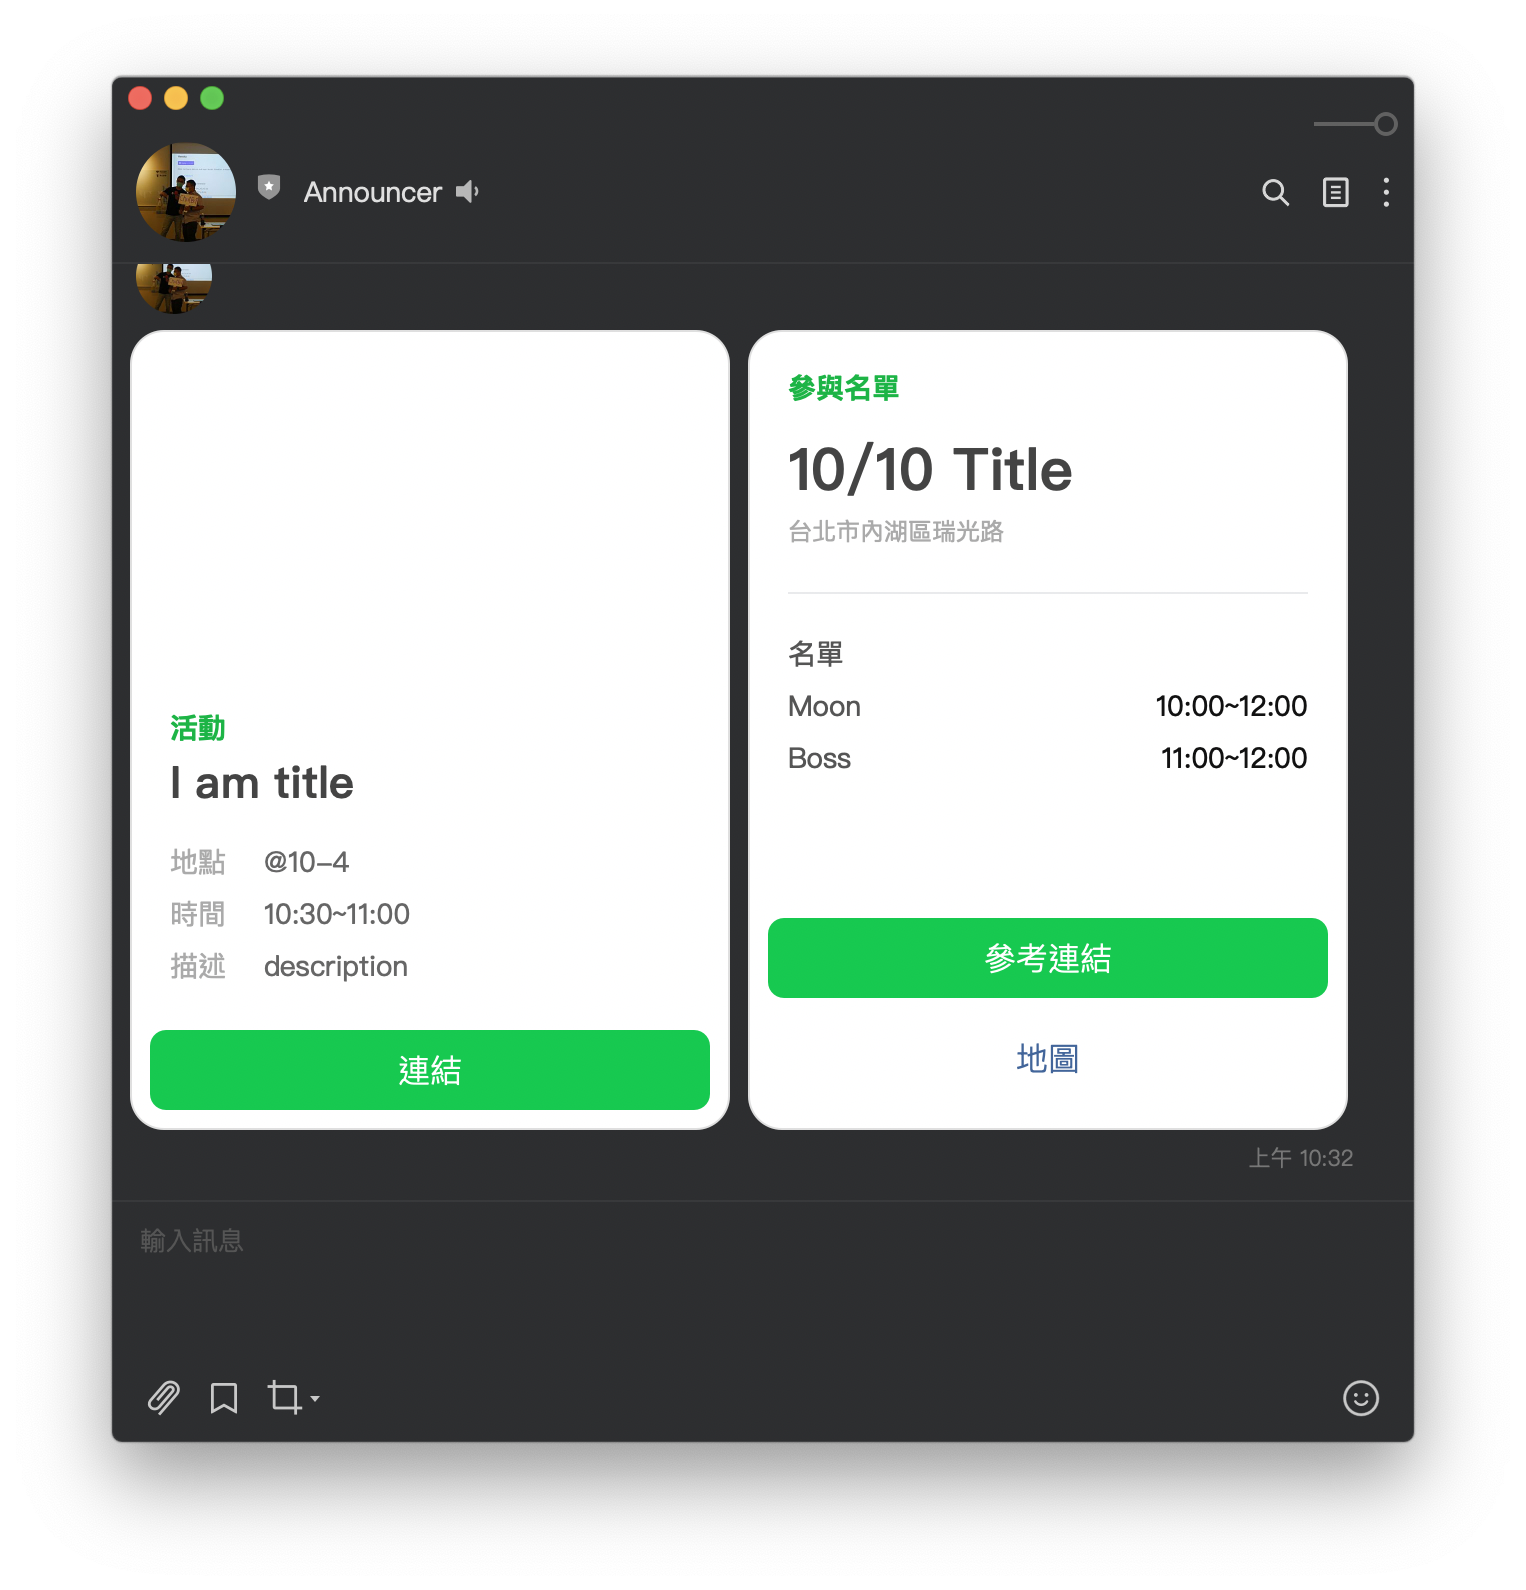 Announcer
活動
I am title
地點 @10-4
時間 10:30~11:00
描述 description
連結
參與名單
10/10 Title
台北市內湖區瑞光路
名單
Moon 10:00~12:00
Boss 11:00~12:00
參考連結
地圖
上午 10:32
輸入訊息